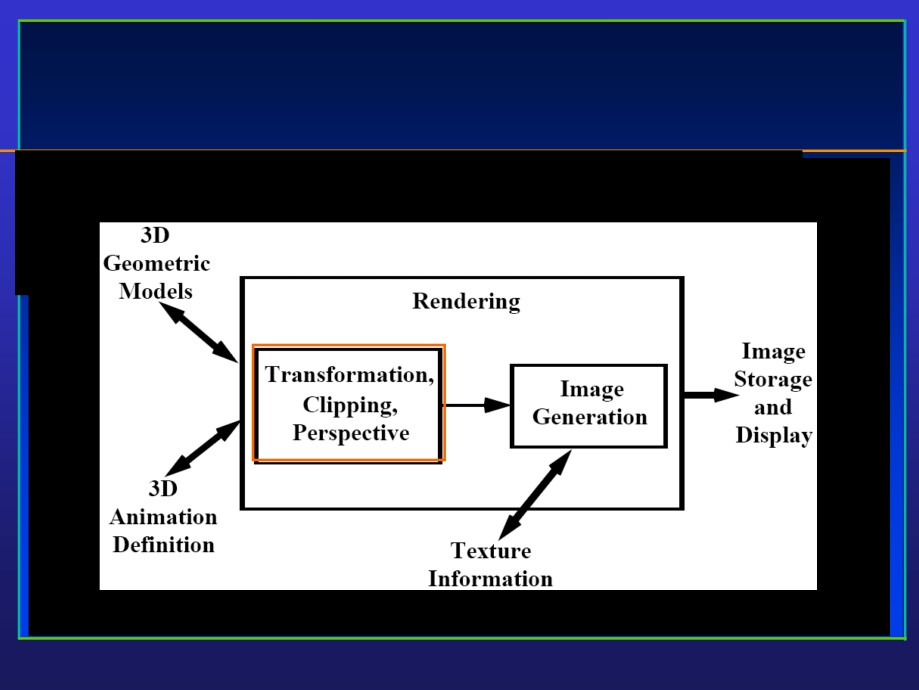 3D
Geometric
Models
Rendering
Transformation,
Clipping,
Perspective
Image
Generation
Image
Storage
and
Display
3D
Animation
Definition
Texture
Information